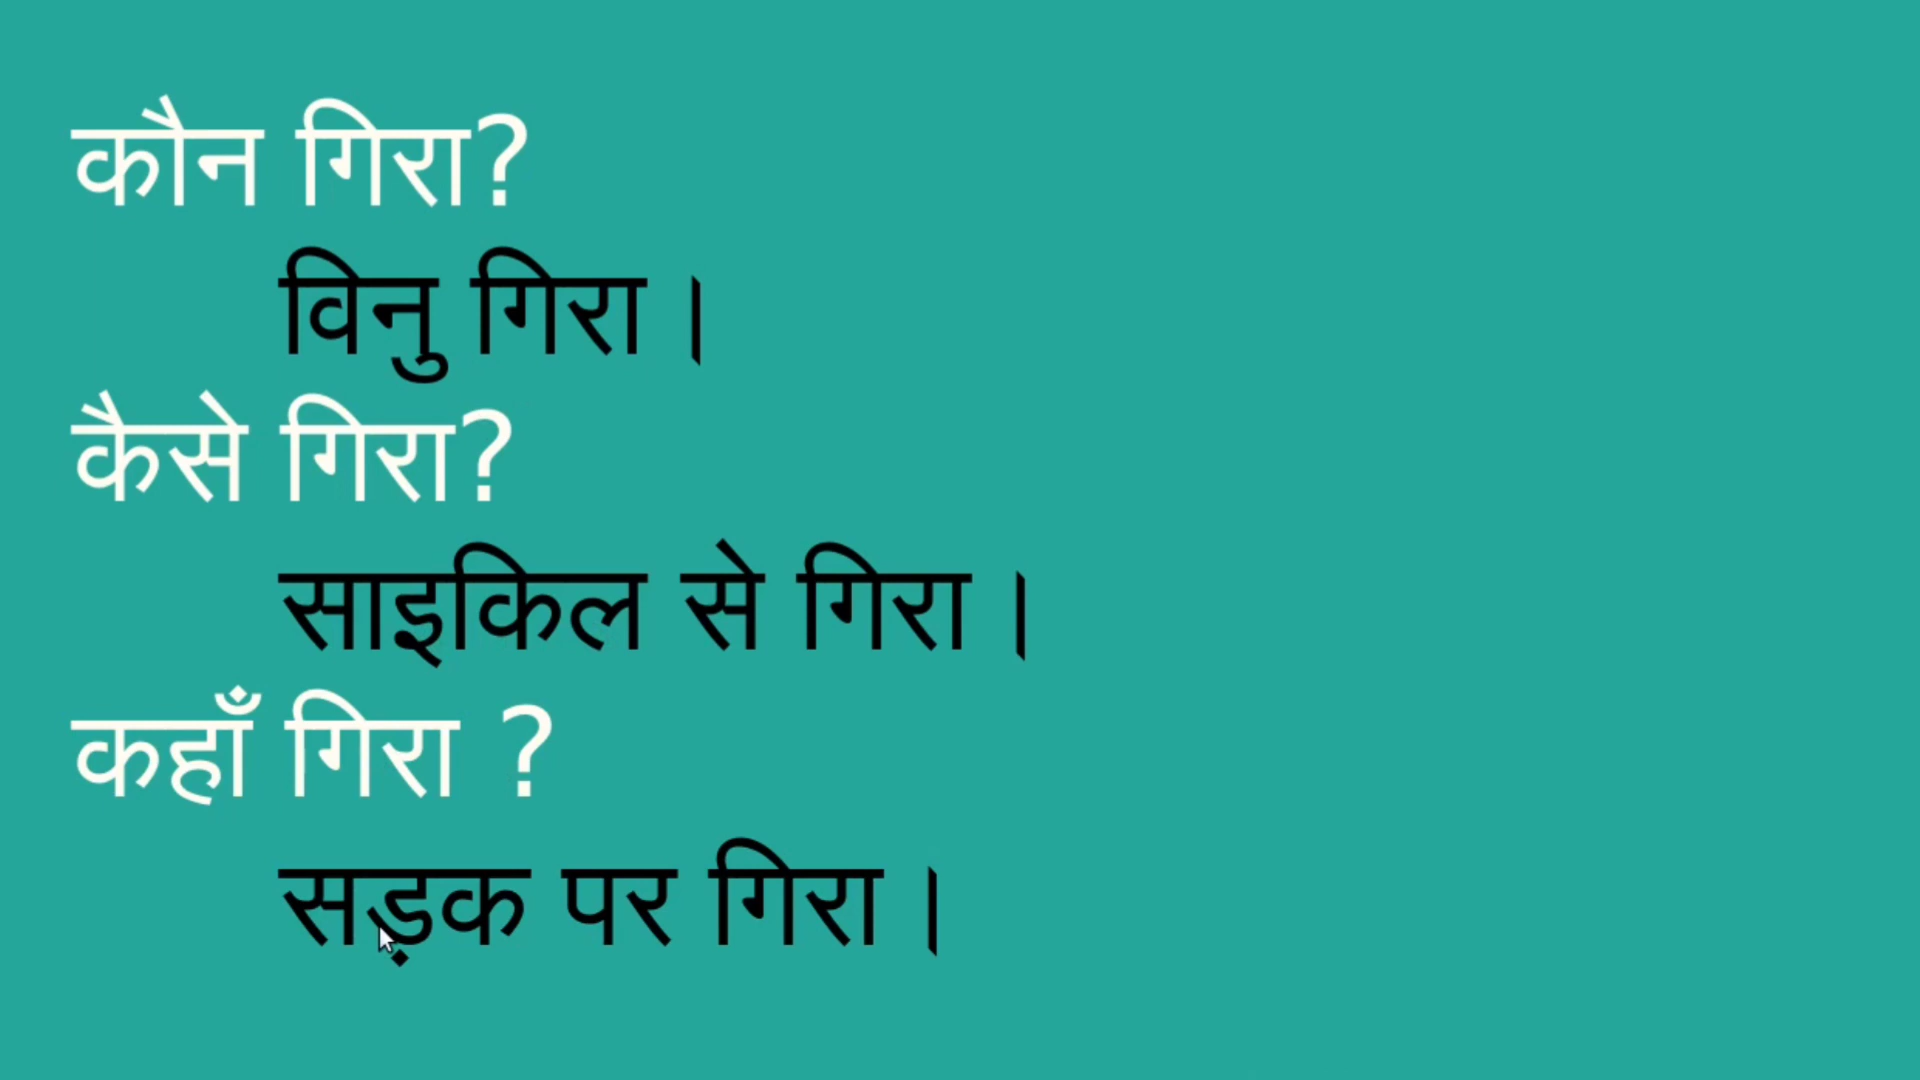 कौन गिरा?
विनु गिरा।
कैसे गिरा?
साइकिल से गिरा।
कहाँ गिरा ?
सड़क पर गिरा।